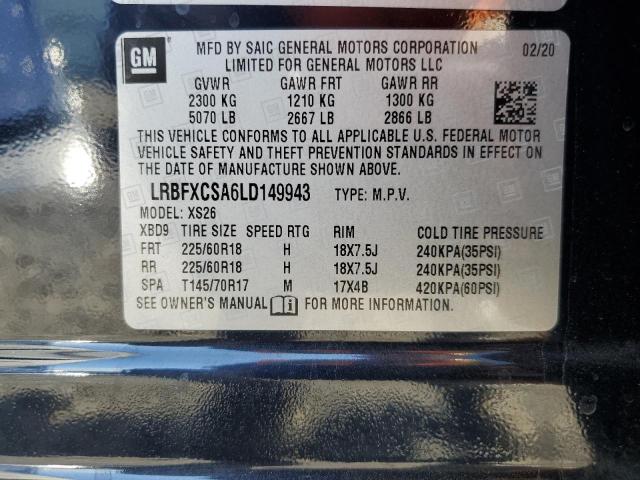 GM
MFD BY SAIC GENERAL MOTORS CORPORATION 02/20
LIMITED FOR GENERAL MOTORS LLC
GVWR GAWR FRT GAWR RR
2300 KG 1210 KG 1300 KG
5070 LB 2667 LB 2866 LB
THIS VEHICLE CONFORMS TO ALL APPLICABLE U.S. FEDERAL MOTOR
VEHICLE SAFETY AND THEFT PREVENTION STANDARDS IN EFFECT ON
THE DATE OF MANUFACTURE SHOWN ABOVE.
LRBFXCSA6LD149943 TYPE: M.P.V.
MODEL: XS26
XBD9 TIRE SIZE SPEED RTG RIM COLD TIRE PRESSURE
FRT 225/60R18 H 18X7.5J 240KPA(35PSI)
RR 225/60R18 H 18X7.5J 240KPA(35PSI)
SPA T145/70R17 M 17X4B 420KPA(60PSI)
SEE OWNER'S MANUAL FOR MORE INFORMATION.